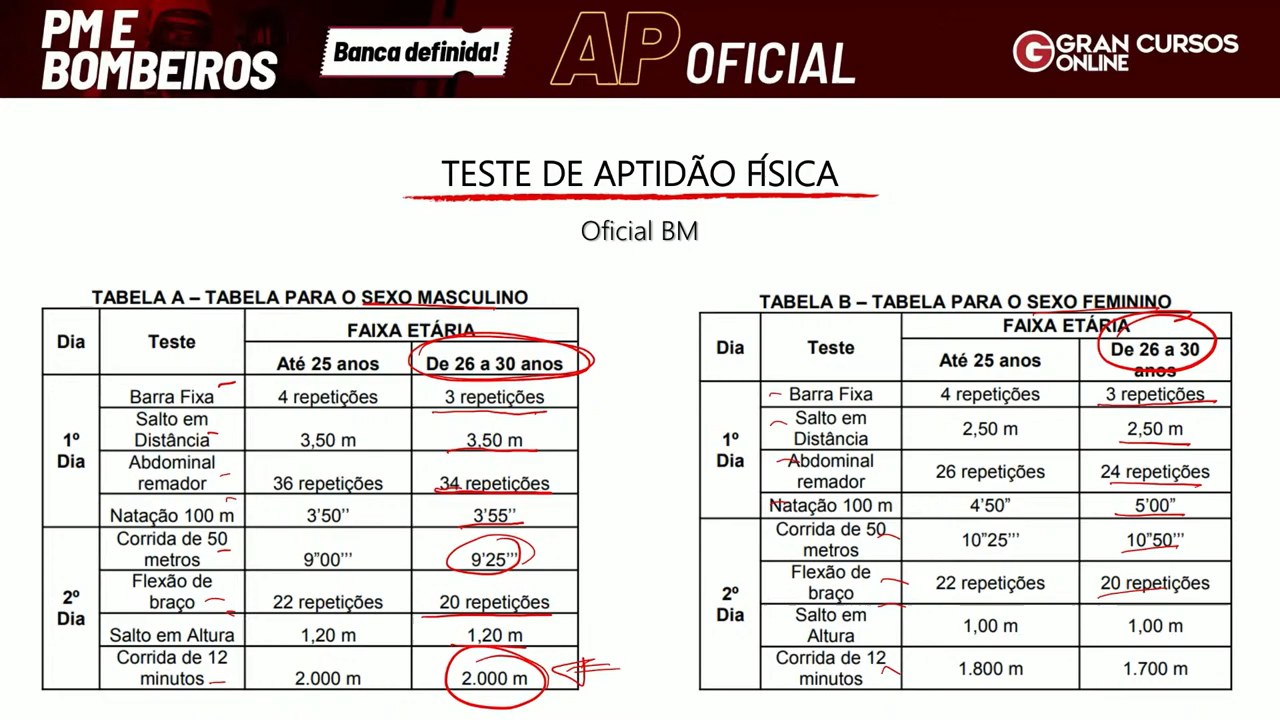 PM E
BOMBEIROS
Banca definida!
AP OFICIAL
G GRAN CURSOS
ONLINE
TESTE DE APTIDÃO FÍSICA
Oficial BM
TABELA A – TABELA PARA O SEXO MASCULINO
Dia Teste FAIXA ETÁRIA
Até 25 anos De 26 a 30 anos
1º Dia
Barra Fixa 4 repetições 3 repetições
Salto em
Distância 3,50 m 3,50 m
Abdominal
remador 36 repetições 34 repetições
Natação 100 m 3'50'' 3'55''
2º Dia
Corrida de 50
metros 9"00''' 9'25'''
Flexão de
braço 22 repetições 20 repetições
Salto em Altura 1,20 m 1,20 m
Corrida de 12
minutos 2.000 m 2.000 m
TABELA B – TABELA PARA O SEXO FEMININO
Dia Teste FAIXA ETÁRIA
Até 25 anos De 26 a 30
anos
1º Dia
Barra Fixa 4 repetições 3 repetições
Salto em
Distância 2,50 m 2,50 m
Abdominal
remador 26 repetições 24 repetições
Natação 100 m 4'50" 5'00"
2º Dia
Corrida de 50
metros 10"25''' 10"50'''
Flexão de
braço 22 repetições 20 repetições
Salto em
Altura 1,00 m 1,00 m
Corrida de 12
minutos 1.800 m 1.700 m